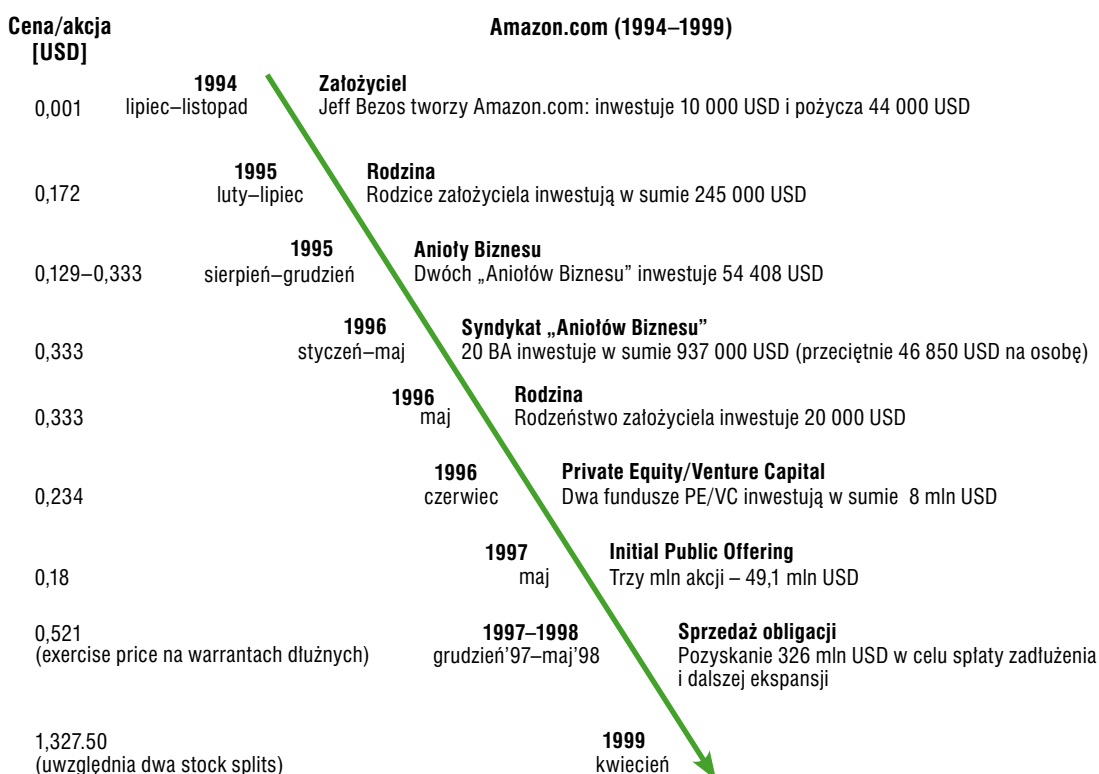 Cena/akcja
[USD]
Amazon.com (1994–1999)
1994
Założyciel
0,001
lipiec–listopad
Jeff Bezos tworzy Amazon.com: inwestuje 10 000 USD i pożycza 44 000 USD
1995
Rodzina
0,172
luty–lipiec
Rodzice założyciela inwestują w sumie 245 000 USD
1995
Anioły Biznesu
0,129–0,333
sierpień–grudzień
Dwóch „Aniołów Biznesu” inwestuje 54 408 USD
1996
Syndykat „Aniołów Biznesu”
0,333
styczeń–maj
20 BA inwestuje w sumie 937 000 USD (przeciętnie 46 850 USD na osobę)
1996
Rodzina
0,333
maj
Rodzeństwo założyciela inwestuje 20 000 USD
1996
Private Equity/Venture Capital
0,234
czerwiec
Dwa fundusze PE/VC inwestują w sumie 8 mln USD
1997
Initial Public Offering
0,18
maj
Trzy mln akcji – 49,1 mln USD
0,521
(exercise price na warrantach dłużnych)
1997–1998
grudzień’97–maj’98
Sprzedaż obligacji
Pozyskanie 326 mln USD w celu spłaty zadłużenia
i dalszej ekspansji
1,327.50
(uwzględnia dwa stock splits)
1999
kwiecień